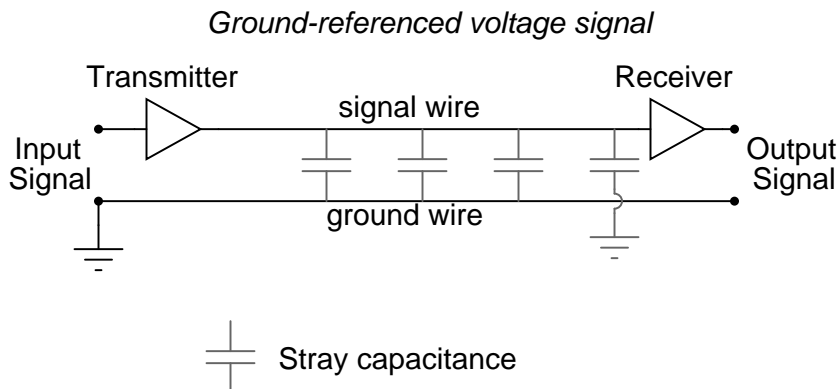 Ground-referenced voltage signal
Transmitter
Receiver
signal wire
Input
Signal
Output
Signal
ground wire
Stray capacitance